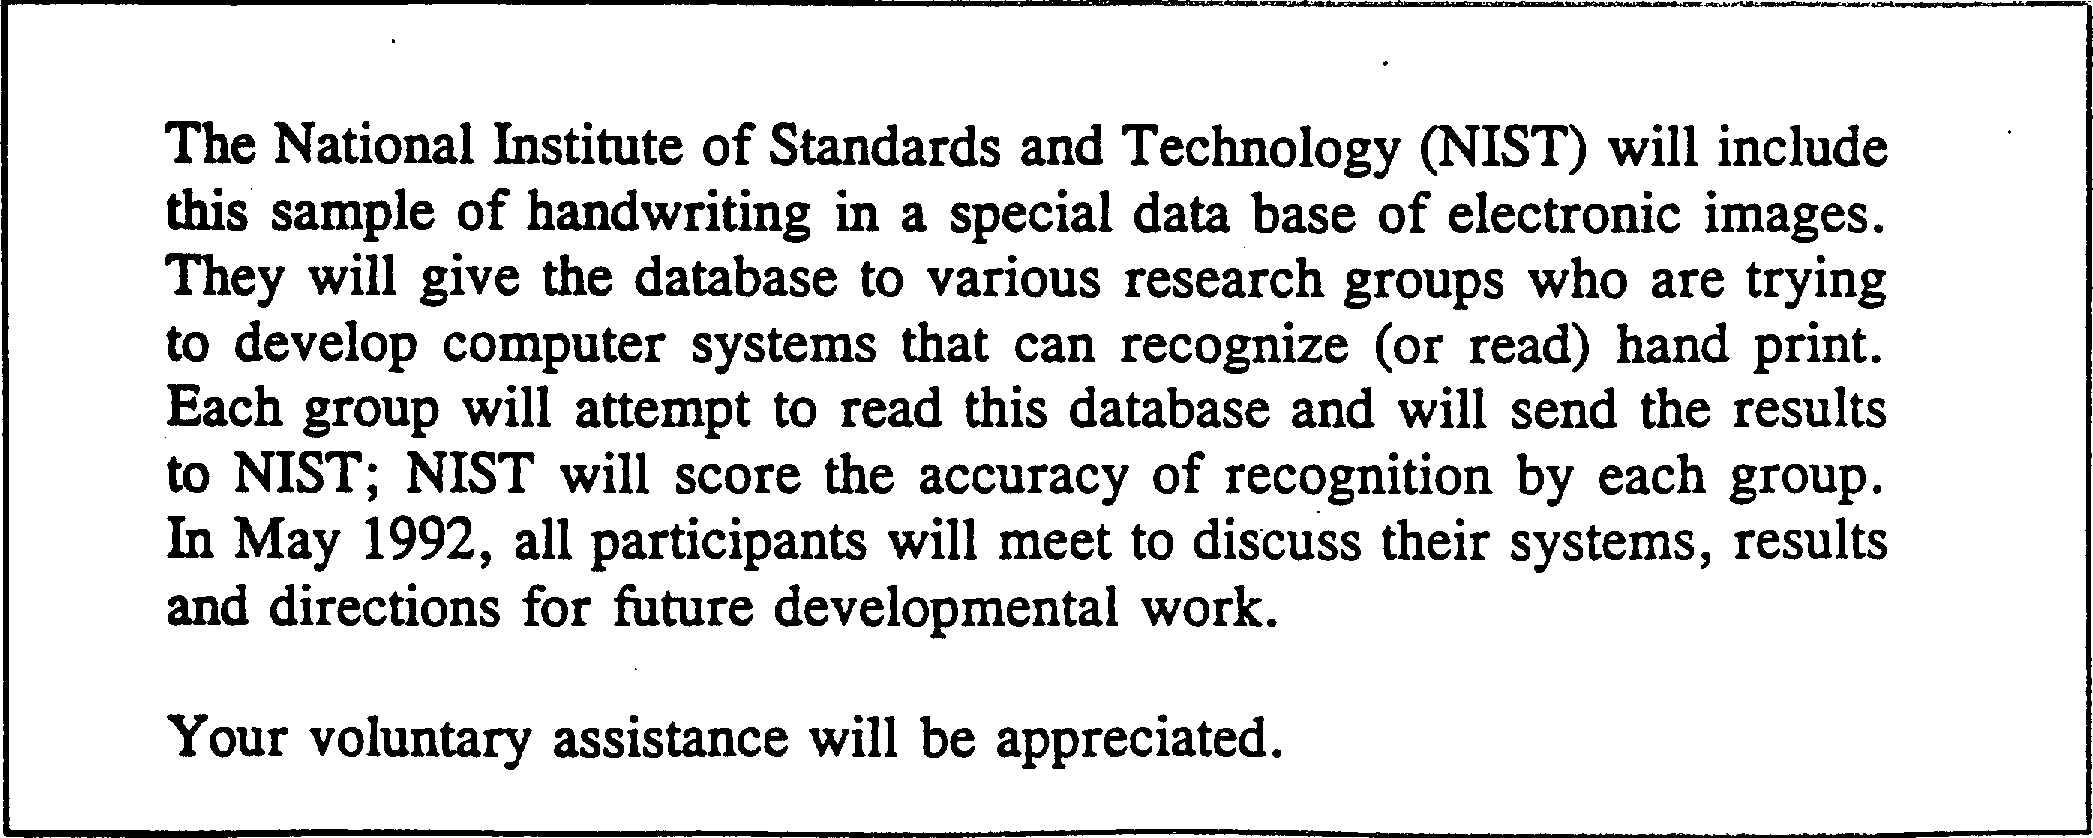 The National Institute of Standards and Technology (NIST) will include
this sample of handwriting in a special data base of electronic images.
They will give the database to various research groups who are trying
to develop computer systems that can recognize (or read) hand print.
Each group will attempt to read this database and will send the results
to NIST; NIST will score the accuracy of recognition by each group.
In May 1992, all participants will meet to discuss their systems, results
and directions for future developmental work.
Your voluntary assistance will be appreciated.